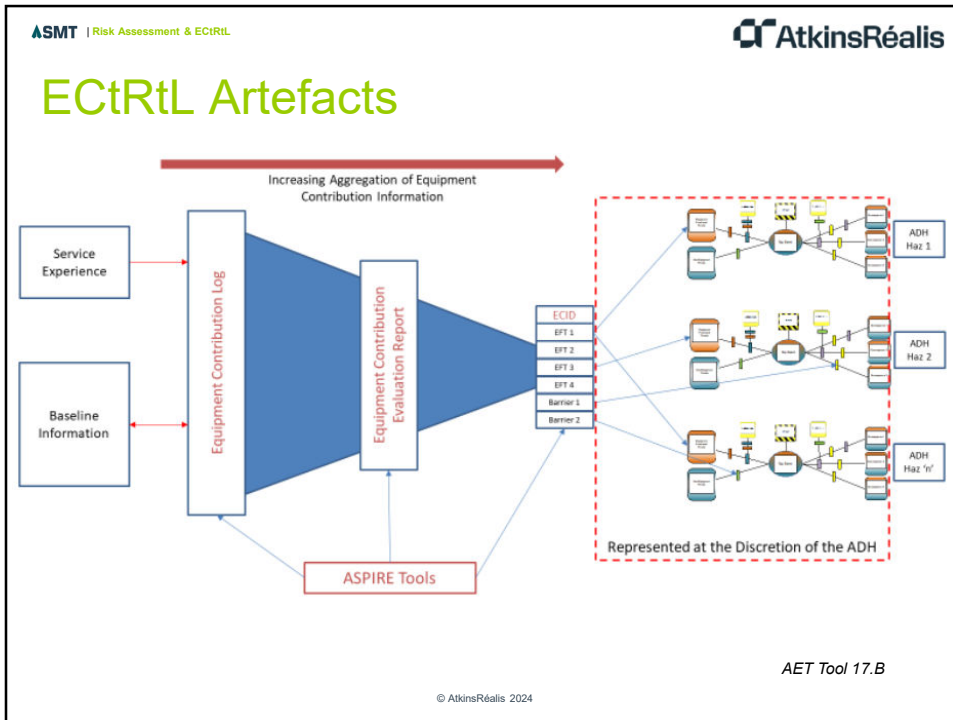 ASMT | Risk Assessment & ECtRtL
AtkinsRéalis
ECtRtL Artefacts
Increasing Aggregation of Equipment
Contribution Information
Service
Experience
Baseline
Information
Equipment Contribution Log
Equipment Contribution
Evaluation Report
ECID
EFT 1
EFT 2
EFT 3
EFT 4
Barrier 1
Barrier 2
ADH
Haz 1
ADH
Haz 2
ADH
Haz 'n'
Represented at the Discretion of the ADH
ASPIRE Tools
AET Tool 17.B
© AtkinsRéalis 2024